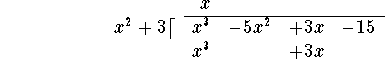 x
x² + 3⌈ x³ −5x² +3x −15
x³ +3x